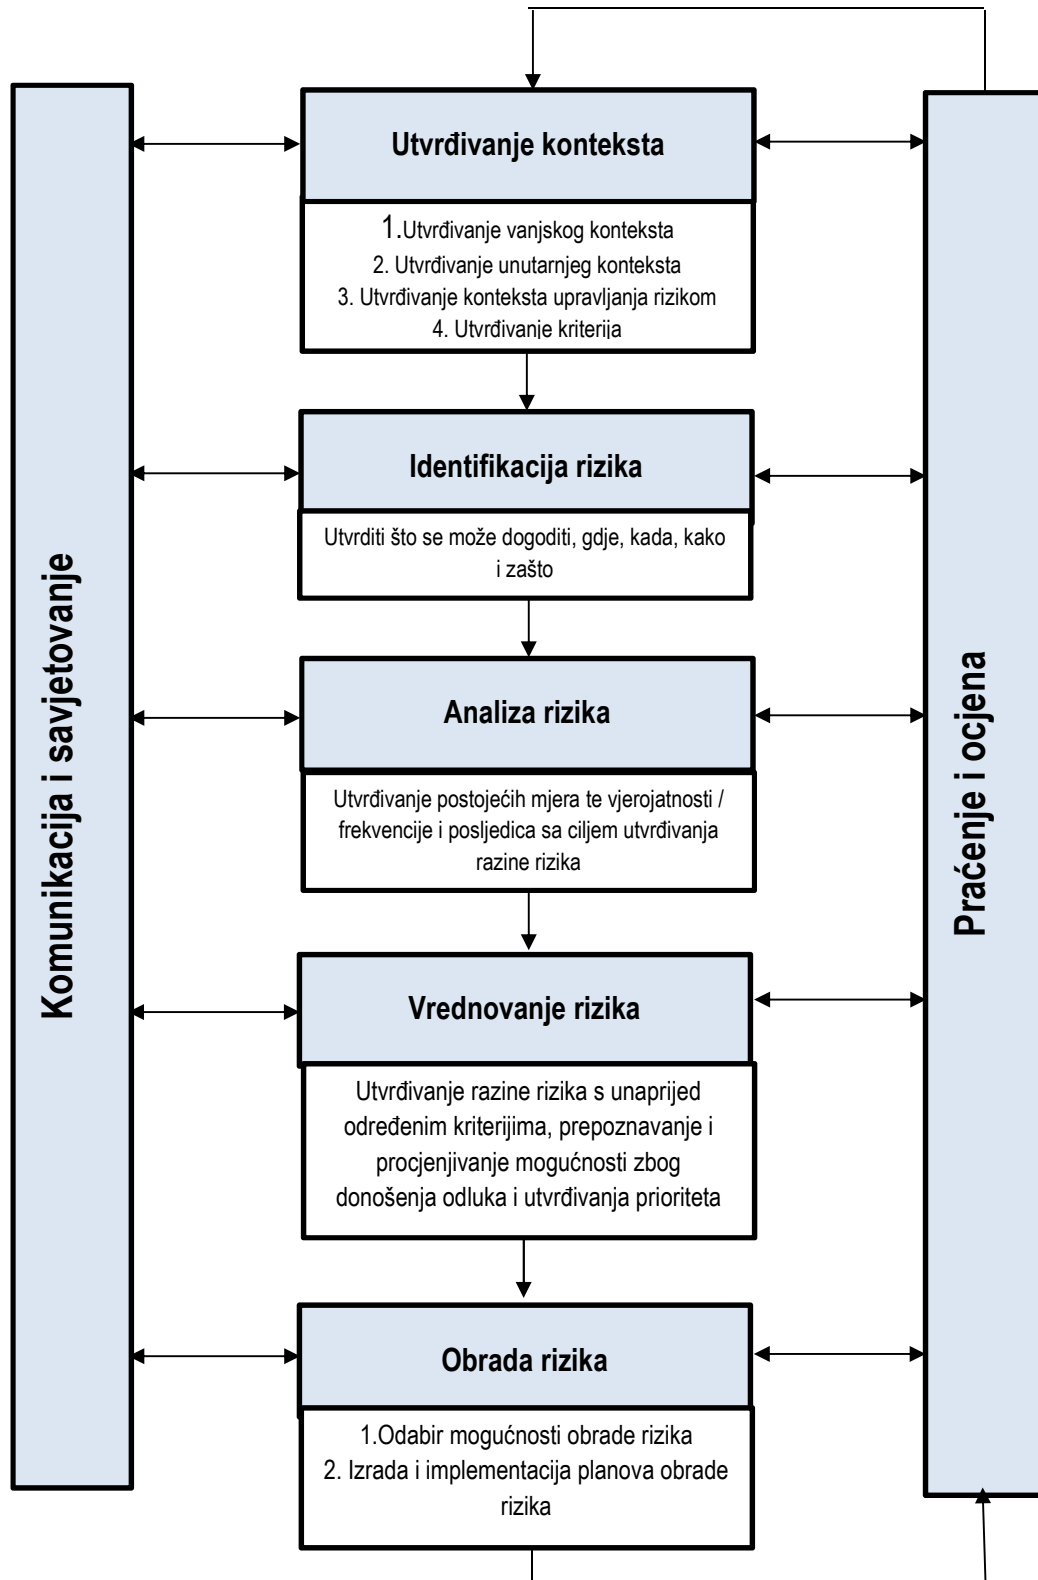 Komunikacija i savjetovanje
Utvrđivanje konteksta
1.Utvrđivanje vanjskog konteksta
2. Utvrđivanje unutarnjeg konteksta
3. Utvrđivanje konteksta upravljanja rizikom
4. Utvrđivanje kriterija
Identifikacija rizika
Utvrditi što se može dogoditi, gdje, kada, kako
i zašto
Analiza rizika
Utvrđivanje postojećih mjera te vjerojatnosti /
frekvencije i posljedica sa ciljem utvrđivanja
razine rizika
Vrednovanje rizika
Utvrđivanje razine rizika s unaprijed
određenim kriterijima, prepoznavanje i
procjenjivanje mogućnosti zbog
donošenja odluka i utvrđivanja prioriteta
Obrada rizika
1.Odabir mogućnosti obrade rizika
2. Izrada i implementacija planova obrade
rizika
Praćenje i ocjena